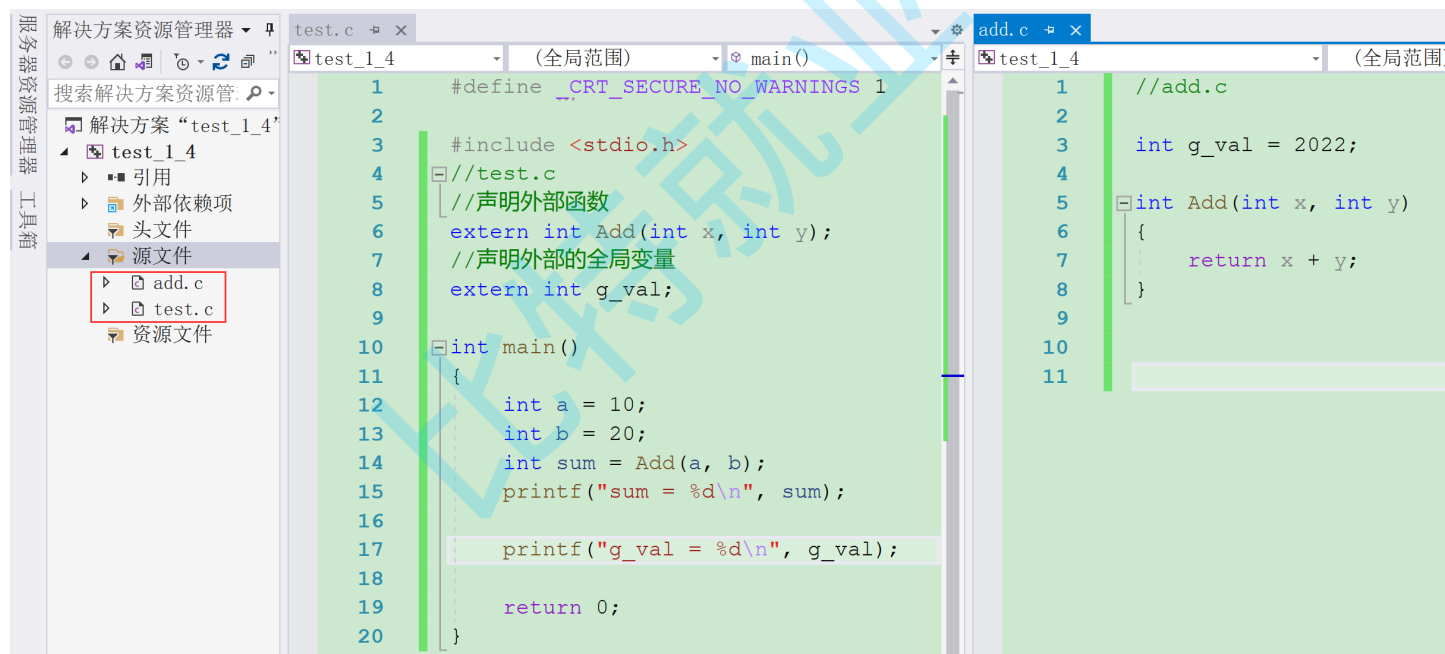 服务器资源管理器
工具箱
解决方案资源管理器
搜索解决方案资源管
解决方案“test_1_4”
test_1_4
引用
外部依赖项
头文件
源文件
add.c
test.c
资源文件
test.c
test_1_4
(全局范围)
main()
1 #define _CRT_SECURE_NO_WARNINGS 1
2
3 #include <stdio.h>
4 //test.c
5 //声明外部函数
6 extern int Add(int x, int y);
7 //声明外部的全局变量
8 extern int g_val;
9
10 int main()
11 {
12 int a = 10;
13 int b = 20;
14 int sum = Add(a, b);
15 printf("sum = %d\n", sum);
16
17 printf("g_val = %d\n", g_val);
18
19 return 0;
20 }
add.c
test_1_4
(全局范围)
1 //add.c
2
3 int g_val = 2022;
4
5 int Add(int x, int y)
6 {
7 return x + y;
8 }
9
10
11
比特就业